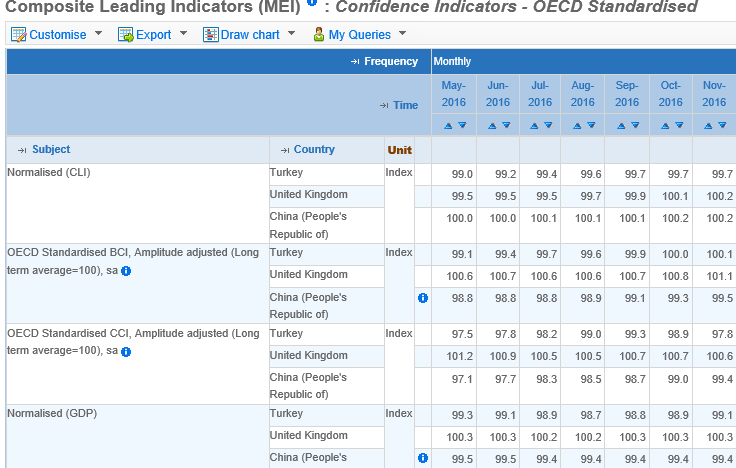 Composite Leading Indicators (MEI) i : Confidence Indicators - OECD Standardised
Customise Export Draw chart My Queries
Frequency Monthly
Time May-2016 Jun-2016 Jul-2016 Aug-2016 Sep-2016 Oct-2016 Nov-2016
Subject Country Unit
Normalised (CLI) Turkey Index 99.0 99.2 99.4 99.6 99.7 99.7 99.7
United Kingdom 99.5 99.5 99.5 99.7 99.9 100.1 100.2
China (People's Republic of) 100.0 100.0 100.1 100.1 100.1 100.2 100.2
OECD Standardised BCI, Amplitude adjusted (Long term average=100), sa i Turkey Index 99.1 99.4 99.7 99.6 99.9 100.0 100.1
United Kingdom 100.6 100.7 100.6 100.6 100.7 100.8 101.1
China (People's Republic of) i 98.8 98.8 98.8 98.9 99.1 99.3 99.5
OECD Standardised CCI, Amplitude adjusted (Long term average=100), sa i Turkey Index 97.5 97.8 98.2 99.0 99.3 98.9 97.8
United Kingdom 101.2 100.9 100.5 100.5 100.7 100.7 100.6
China (People's Republic of) 97.1 97.7 98.3 98.5 98.7 99.0 99.4
Normalised (GDP) Turkey Index 99.3 99.1 98.9 98.7 98.8 98.9 99.1
United Kingdom 100.3 100.3 100.2 100.2 100.3 100.3 100.3
China (People's i 99.5 99.5 99.4 99.4 99.4 99.4 99.4